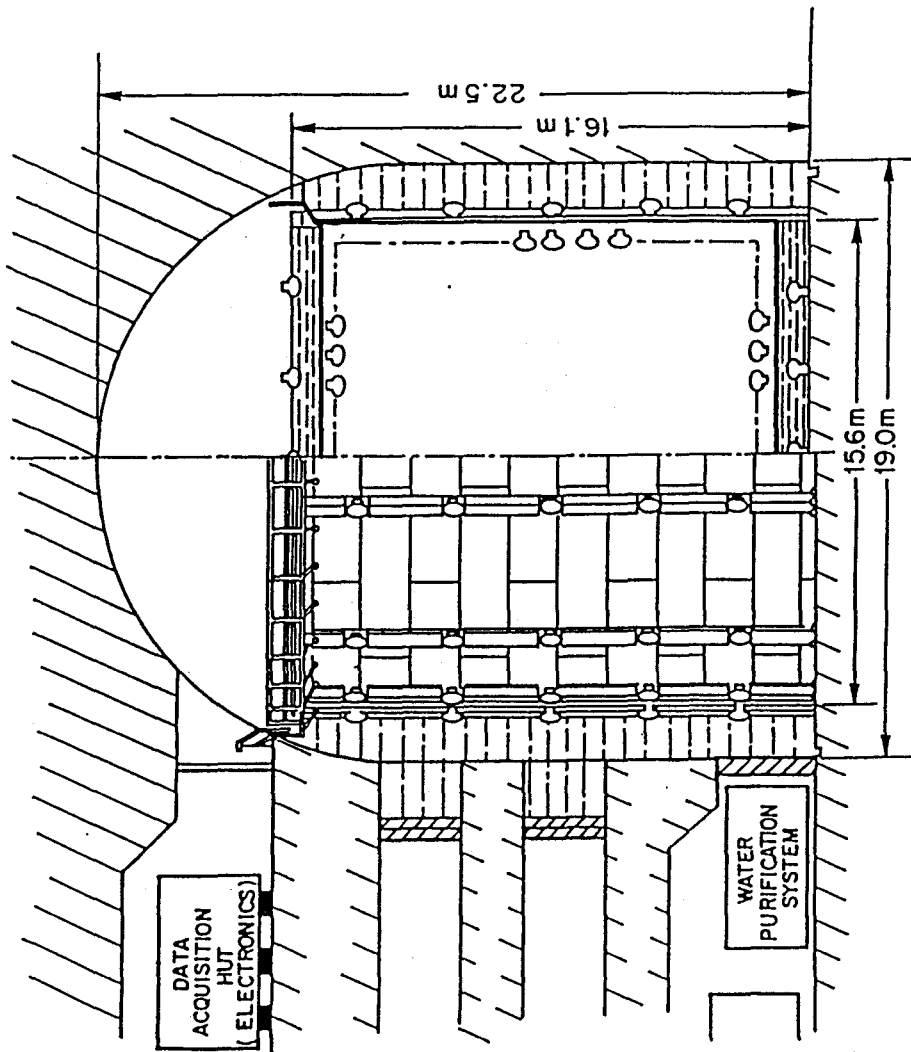 22.5 m
16.1 m
15.6m
19.0m
DATA
ACQUISITION
HUT
(ELECTRONICS)
WATER
PURIFICATION
SYSTEM